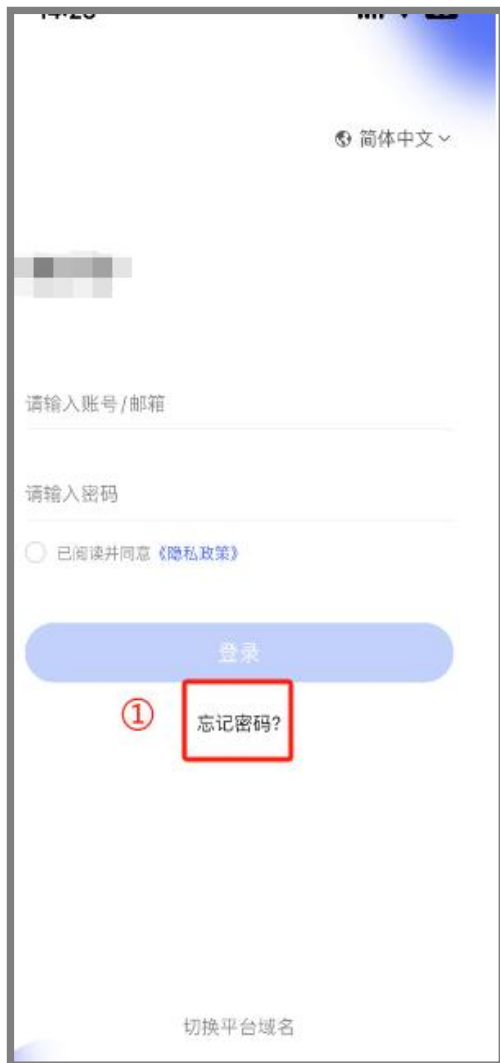 简体中文
请输入账号/邮箱
请输入密码
已阅读并同意《隐私政策》
登录
①
忘记密码?
切换平台域名